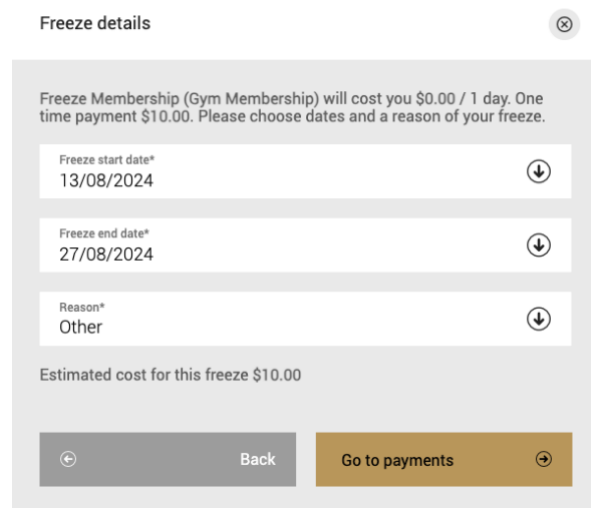 Freeze details
Freeze Membership (Gym Membership) will cost you $0.00 / 1 day. One
time payment $10.00. Please choose dates and a reason of your freeze.
Freeze start date*
13/08/2024
Freeze end date*
27/08/2024
Reason*
Other
Estimated cost for this freeze $10.00
Back
Go to payments